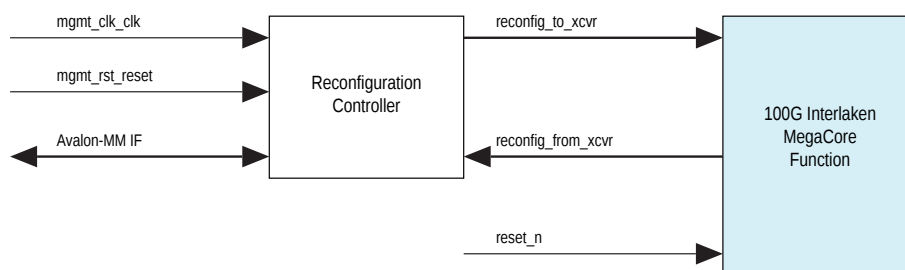 mgmt_clk_clk
reconfig_to_xcvr
mgmt_rst_reset
Reconfiguration
Controller
100G Interlaken
MegaCore
Function
Avalon-MM IF
reconfig_from_xcvr
reset_n